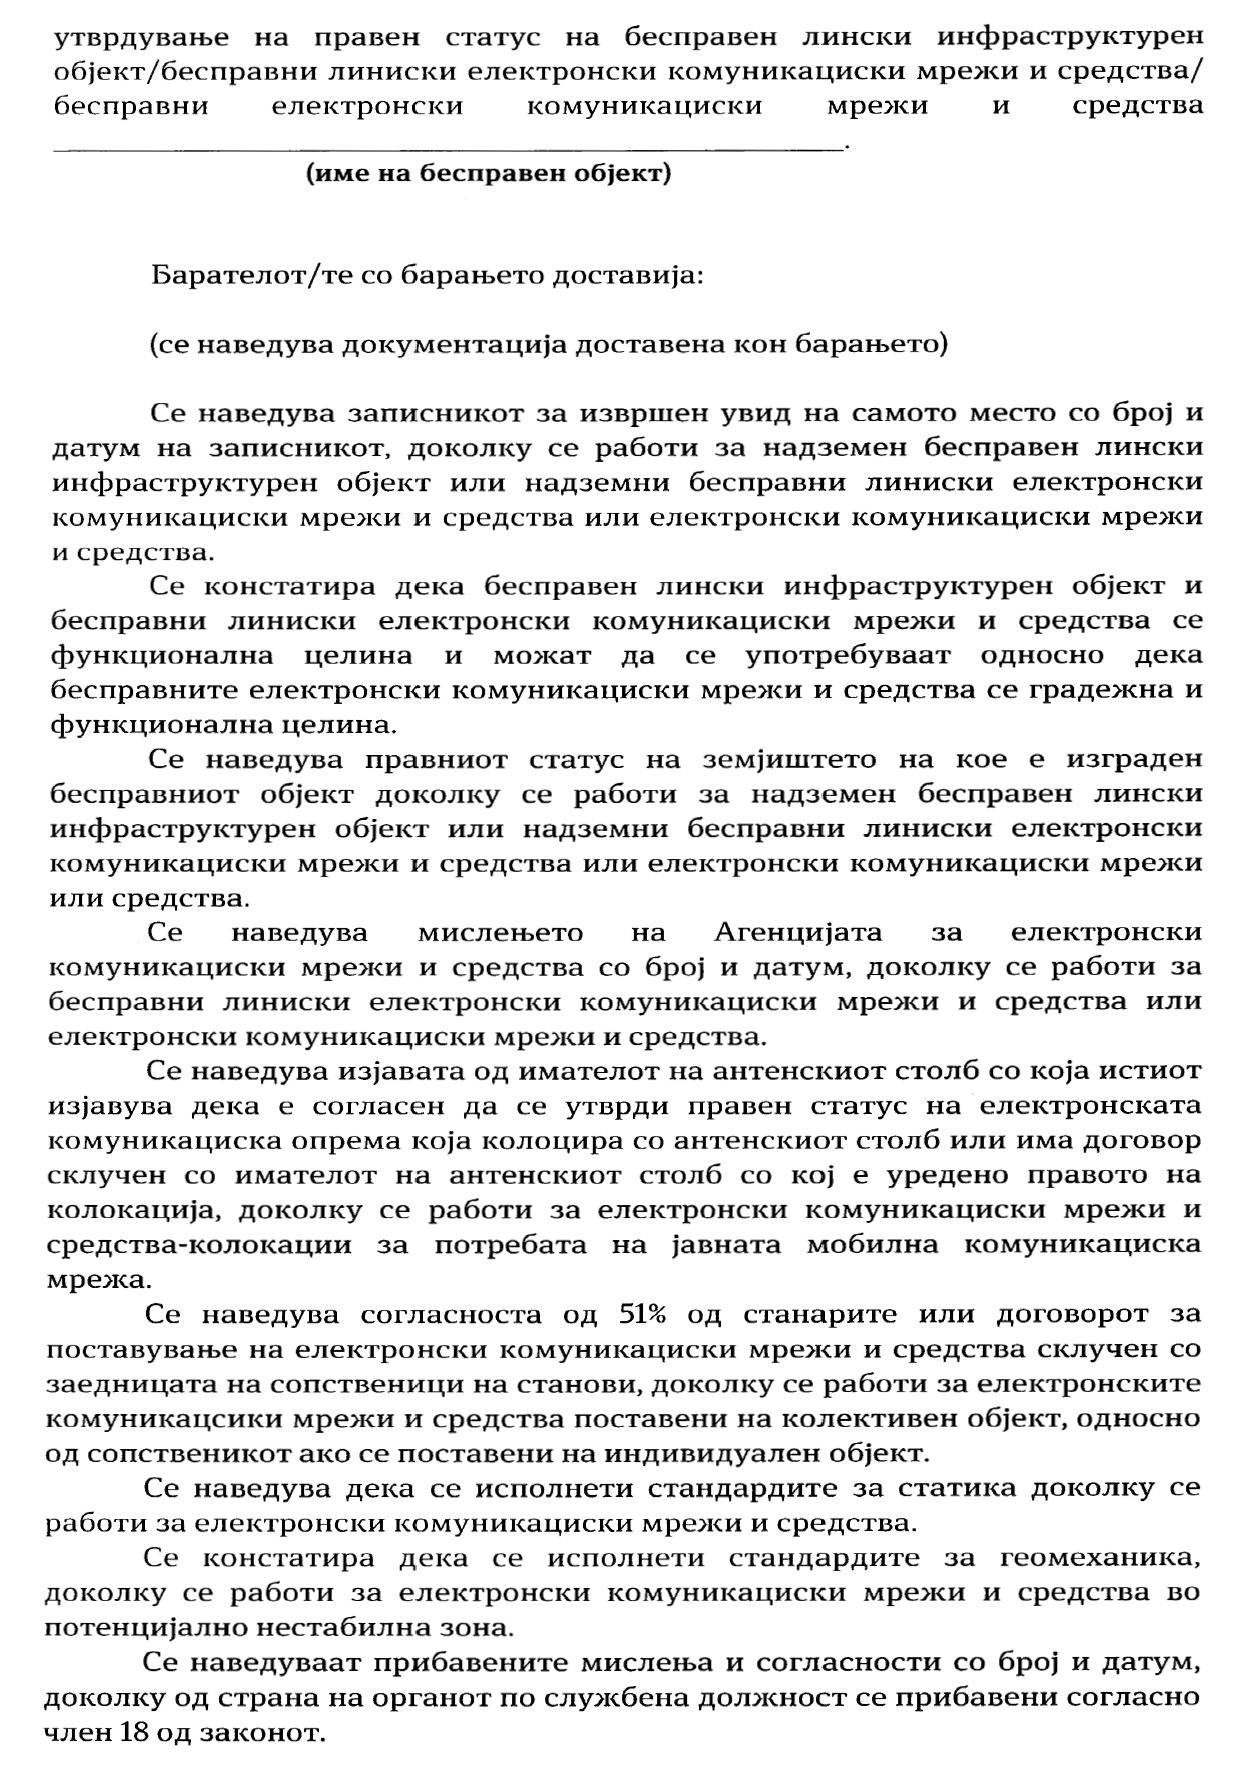 утврдување на правен статус на бесправен лински инфраструктурен
објект/бесправни линиски електронски комуникациски мрежи и средства/
бесправни електронски комуникациски мрежи и средства
_______________________________________________.
(име на бесправен објект)
Барателот/те со барањето доставија:
(се наведува документација доставена кон барањето)
Се наведува записникот за извршен увид на самото место со број и
датум на записникот, доколку се работи за надземен бесправен лински
инфраструктурен објект или надземни бесправни линиски електронски
комуникациски мрежи и средства или електронски комуникациски мрежи
и средства.
Се констатира дека бесправен лински инфраструктурен објект и
бесправни линиски електронски комуникациски мрежи и средства се
функционална целина и можат да се употребуваат односно дека
бесправните електронски комуникациски мрежи и средства се градежна и
функционална целина.
Се наведува правниот статус на земјиштето на кое е изграден
бесправниот објект доколку се работи за надземен бесправен лински
инфраструктурен објект или надземни бесправни линиски електронски
комуникациски мрежи и средства или електронски комуникациски мрежи
или средства.
Се наведува мислењето на Агенцијата за електронски
комуникациски мрежи и средства со број и датум, доколку се работи за
бесправни линиски електронски комуникациски мрежи и средства или
електронски комуникациски мрежи и средства.
Се наведува изјавата од имателот на антенскиот столб со која истиот
изјавува дека е согласен да се утврди правен статус на електронската
комуникациска опрема која колоцира со антенскиот столб или има договор
склучен со имателот на антенскиот столб со кој е уредено правото на
колокација, доколку се работи за електронски комуникациски мрежи и
средства-колокации за потребата на јавната мобилна комуникациска
мрежа.
Се наведува согласноста од 51% од станарите или договорот за
поставување на електронски комуникациски мрежи и средства склучен со
заедницата на сопственици на станови, доколку се работи за електронските
комуникацсики мрежи и средства поставени на колективен објект, односно
од сопственикот ако се поставени на индивидуален објект.
Се наведува дека се исполнети стандардите за статика доколку се
работи за електронски комуникациски мрежи и средства.
Се констатира дека се исполнети стандардите за геомеханика,
доколку се работи за електронски комуникациски мрежи и средства во
потенцијално нестабилна зона.
Се наведуваат прибавените мислења и согласности со број и датум,
доколку од страна на органот по службена должност се прибавени согласно
член 18 од законот.